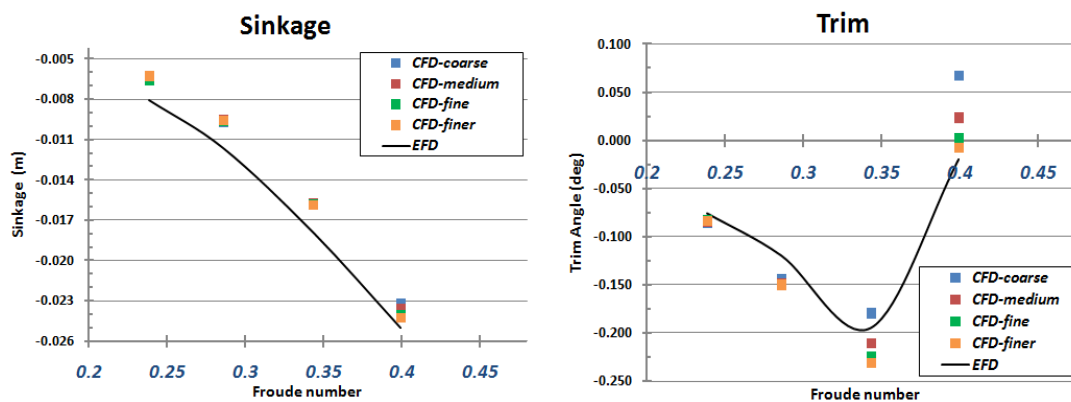 Sinkage
-0.005
-0.008
-0.011
-0.014
-0.017
-0.020
-0.023
-0.026
Sinkage (m)
CFD-coarse
CFD-medium
CFD-fine
CFD-finer
EFD
0.2 0.25 0.3 0.35 0.4 0.45
Froude number
Trim
0.100
0.050
0.000
-0.050
-0.100
-0.150
-0.200
-0.250
Trim Angle (deg)
0.2 0.25 0.3 0.35 0.4 0.45
CFD-coarse
CFD-medium
CFD-fine
CFD-finer
EFD
Froude number